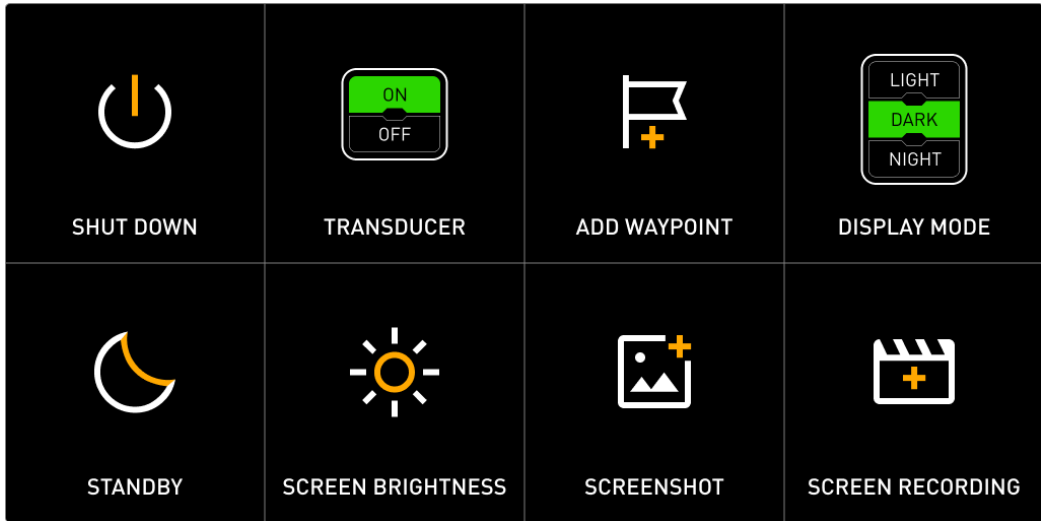 ON
OFF
LIGHT
DARK
NIGHT
SHUT DOWN
TRANSDUCER
ADD WAYPOINT
DISPLAY MODE
STANDBY
SCREEN BRIGHTNESS
SCREENSHOT
SCREEN RECORDING